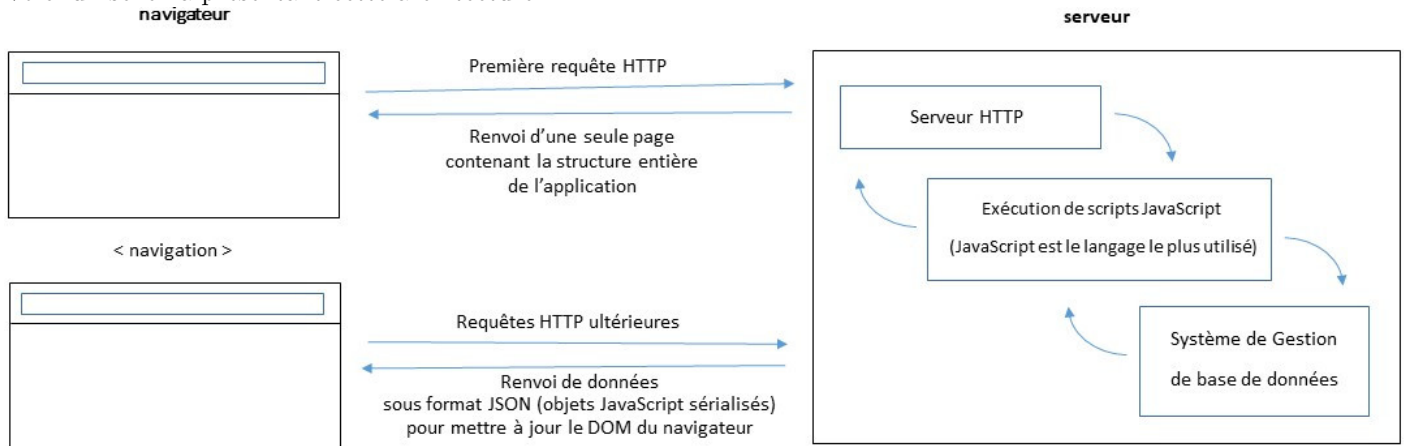 navigateur
serveur
Première requête HTTP
Renvoi d’une seule page
contenant la structure entière
de l’application
Serveur HTTP
Exécution de scripts JavaScript
(JavaScript est le langage le plus utilisé)
Système de Gestion
de base de données
< navigation >
Requêtes HTTP ultérieures
Renvoi de données
sous format JSON (objets JavaScript sérialisés)
pour mettre à jour le DOM du navigateur